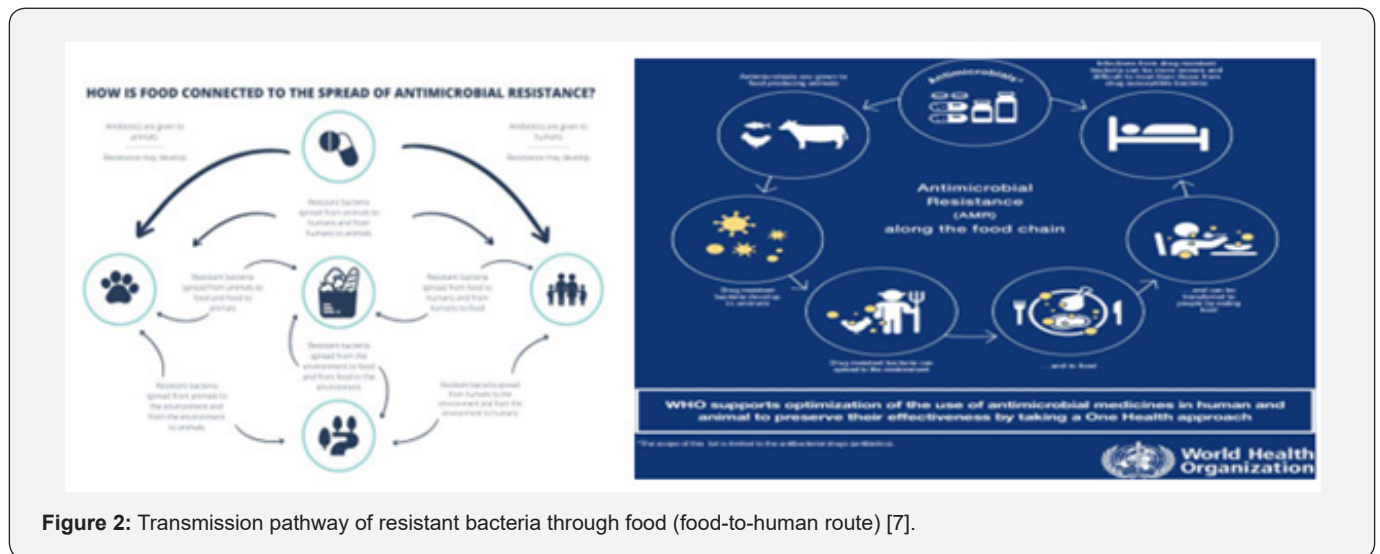 HOW IS FOOD CONNECTED TO THE SPREAD OF ANTIMICROBIAL RESISTANCE?
Antibiotics are given to
animals
Resistance may develop
Antibiotics are given to
humans
Resistance may develop
Resistant bacteria
spread from animals to
humans and from
humans to animals
Resistant bacteria
spread from animals to
food and food to
animals
Resistant bacteria
spread from food to
humans and from
humans to food
Resistant bacteria
spread from the
environment to food
and from food to the
environment
Resistant bacteria
spread from animals to
the environment and
from the environment
to animals
Resistant bacteria spread
from humans to the
environment and from the
environment to humans
Antimicrobials*
Antimicrobials are given to
food producing animals
Infections from drug-resistant
bacteria can be more severe and
difficult to treat than those from
drug-susceptible bacteria
Antimicrobial
Resistance
(AMR)
along the food chain
Drug-resistant
bacteria develop
in animals
Drug-resistant bacteria can
spread to the environment
...and to food
...and can be
transferred to
people by eating
food
WHO supports optimization of the use of antimicrobial medicines in human and
animal to preserve their effectiveness by taking a One Health approach
*The scope of this list is limited to the antibacterial drugs (antibiotics).
World Health
Organization
Figure 2: Transmission pathway of resistant bacteria through food (food-to-human route) [7].